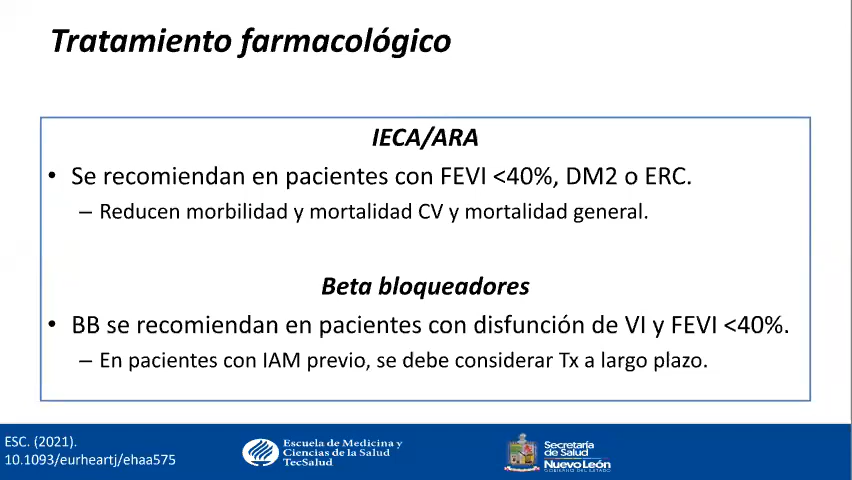 Tratamiento farmacológico
IECA/ARA
• Se recomiendan en pacientes con FEVI <40%, DM2 o ERC.
– Reducen morbilidad y mortalidad CV y mortalidad general.
Beta bloqueadores
• BB se recomiendan en pacientes con disfunción de VI y FEVI <40%.
– En pacientes con IAM previo, se debe considerar Tx a largo plazo.
ESC. (2021).
10.1093/eurheartj/ehaa575
Escuela de Medicina y
Ciencias de la Salud
TecSalud
Secretaría
de Salud
Nuevo León
GOBIERNO DEL ESTADO